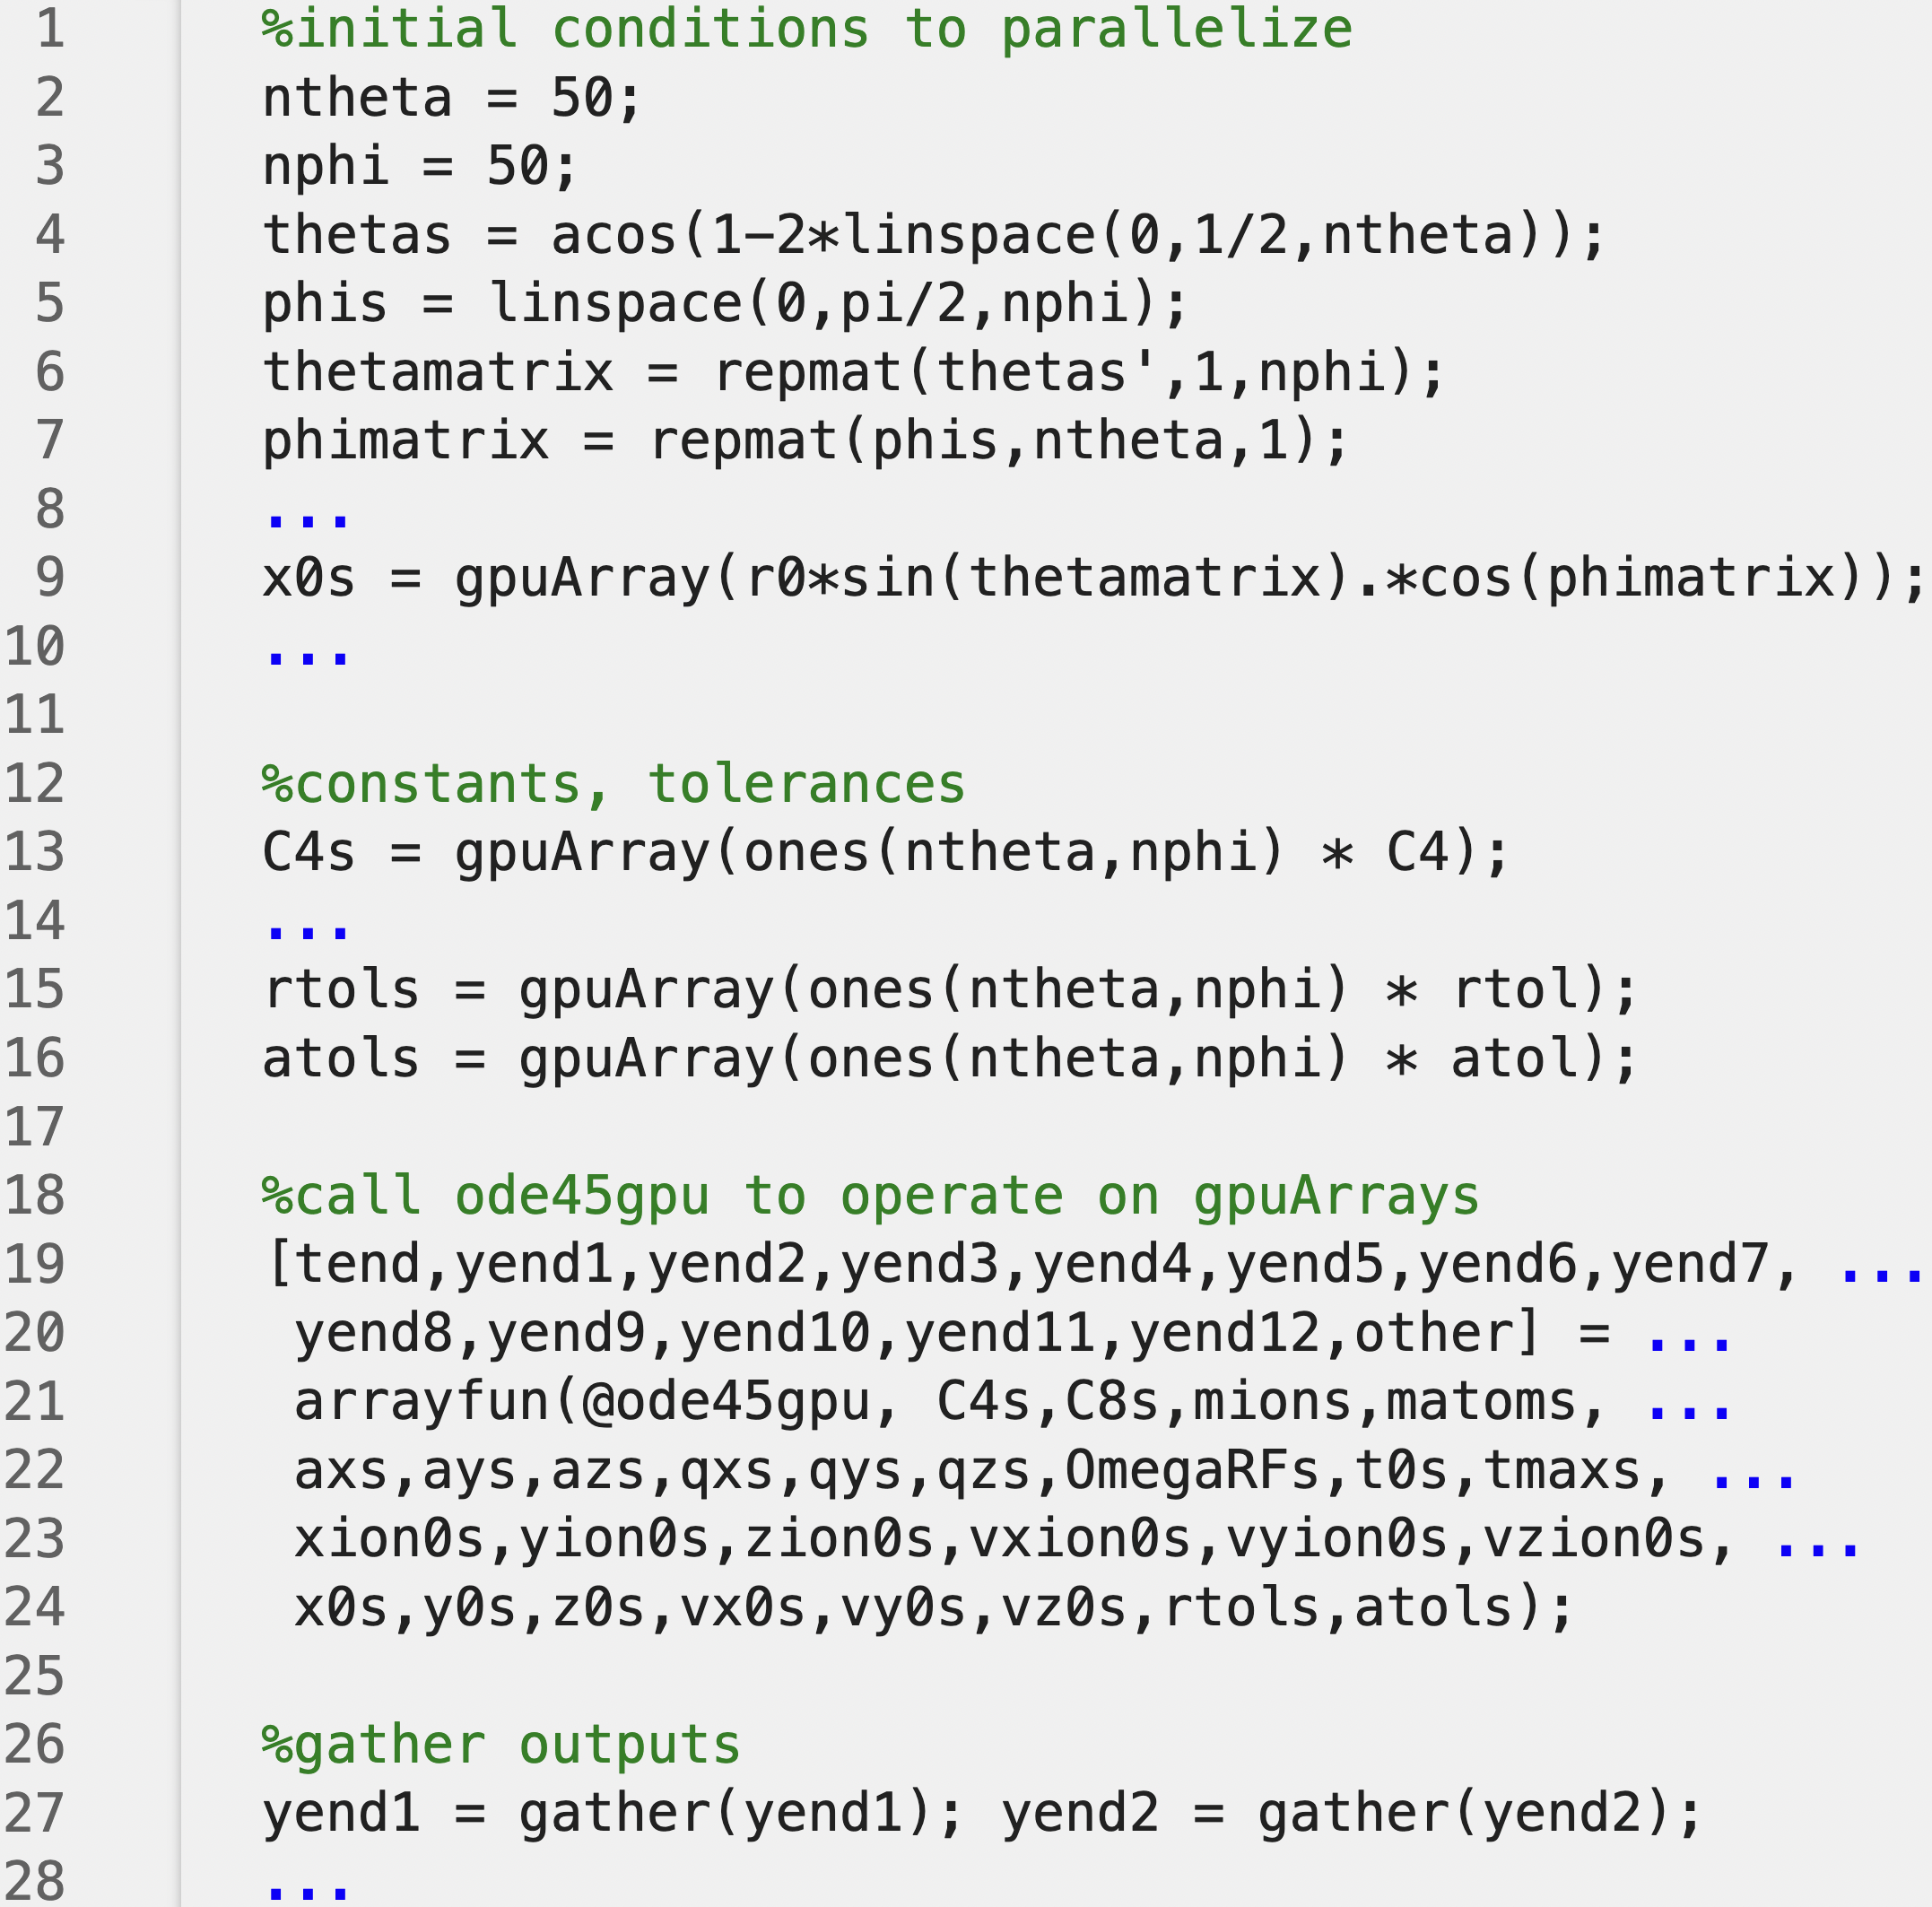 1 %initial conditions to parallelize
2 ntheta = 50;
3 nphi = 50;
4 thetas = acos(1-2*linspace(0,1/2,ntheta));
5 phis = linspace(0,pi/2,nphi);
6 thetamatrix = repmat(thetas',1,nphi);
7 phimatrix = repmat(phis,ntheta,1);
8 ...
9 x0s = gpuArray(r0*sin(thetamatrix).*cos(phimatrix));
10 ...
11
12 %constants, tolerances
13 C4s = gpuArray(ones(ntheta,nphi) * C4);
14 ...
15 rtols = gpuArray(ones(ntheta,nphi) * rtol);
16 atols = gpuArray(ones(ntheta,nphi) * atol);
17
18 %call ode45gpu to operate on gpuArrays
19 [tend,yend1,yend2,yend3,yend4,yend5,yend6,yend7, ...
20 yend8,yend9,yend10,yend11,yend12,other] = ...
21 arrayfun(@ode45gpu, C4s,C8s,mions,matoms, ...
22 axs,ays,azs,qxs,qys,qzs,OmegaRFs,t0s,tmaxs, ...
23 xion0s,yion0s,zion0s,vxion0s,vyion0s,vzion0s, ...
24 x0s,y0s,z0s,vx0s,vy0s,vz0s,rtols,atols);
25
26 %gather outputs
27 yend1 = gather(yend1); yend2 = gather(yend2);
28 ...